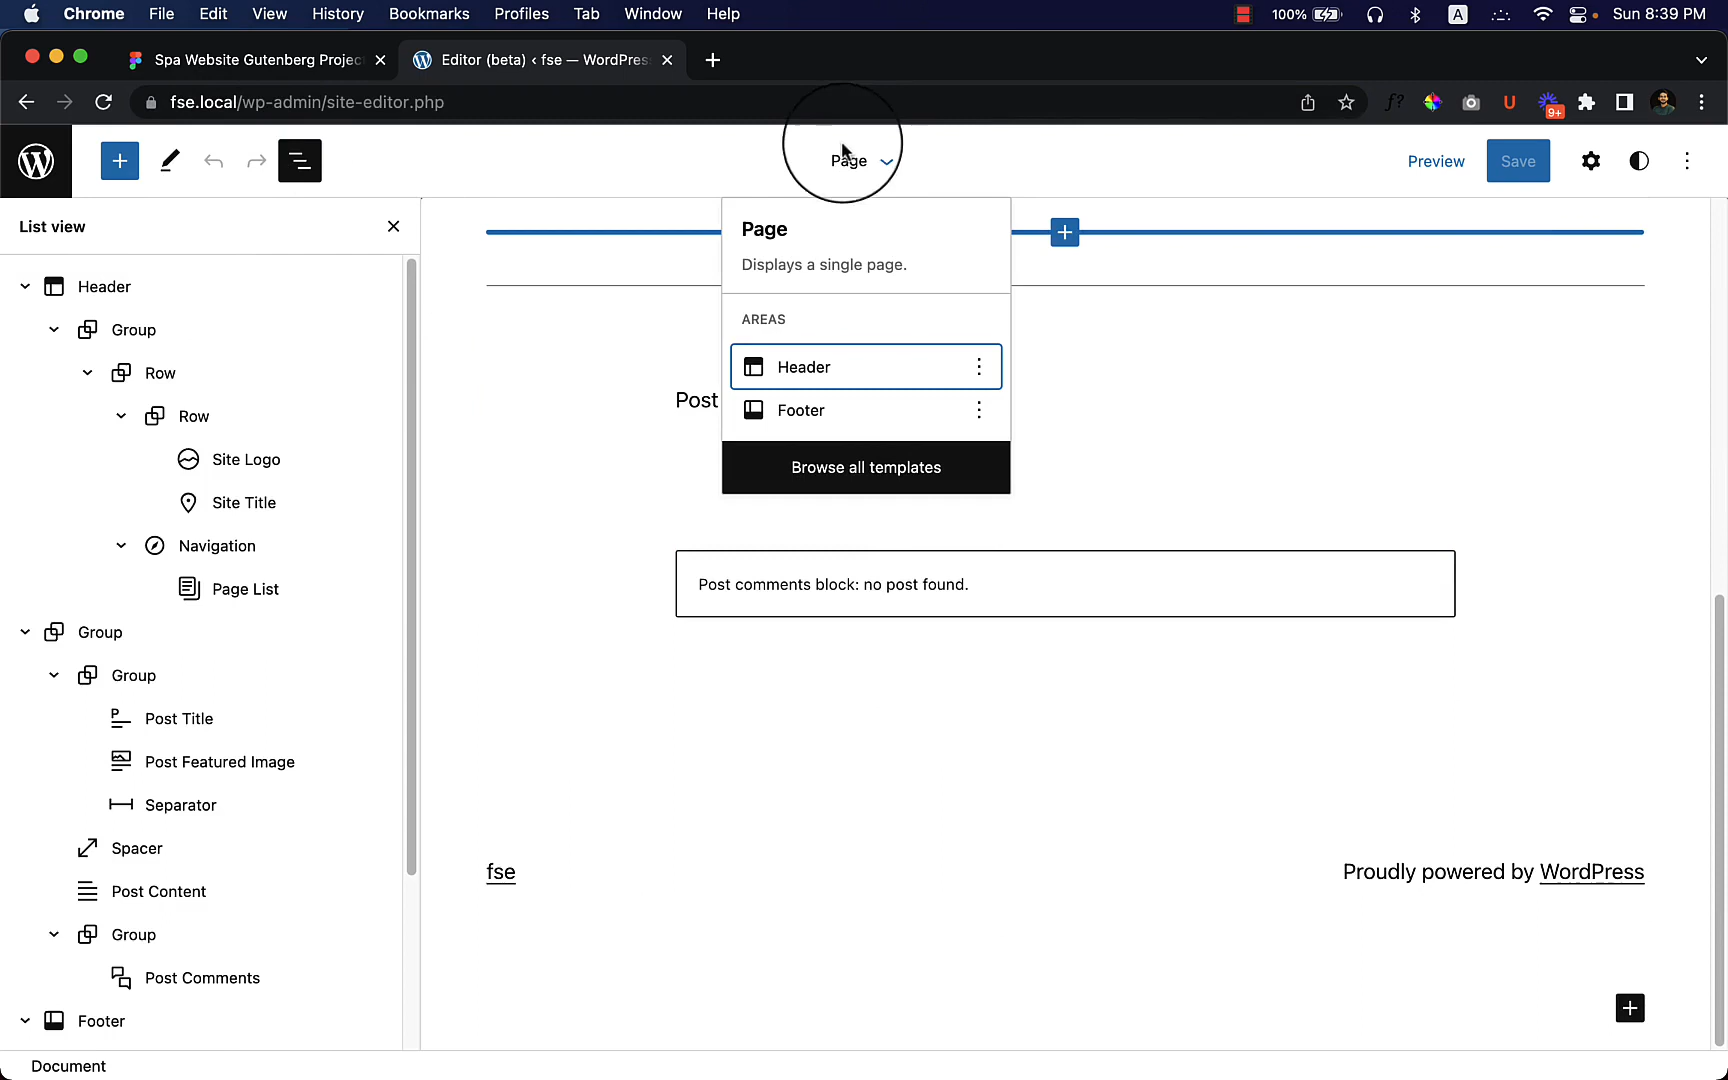 Chrome File Edit View History Bookmarks Profiles Tab Window Help 100% A Sun 8:39 PM
Spa Website Gutenberg Projec Editor (beta) ‹ fse — WordPres
fse.local/wp-admin/site-editor.php f? U 9+
Page Preview Save
List view
Header
Group
Row
Row
Site Logo
Site Title
Navigation
Page List
Group
Group
Post Title
Post Featured Image
Separator
Spacer
Post Content
Group
Post Comments
Footer
Page
Displays a single page.
AREAS
Header
Footer
Browse all templates
Post
Post comments block: no post found.
fse Proudly powered by WordPress
Document